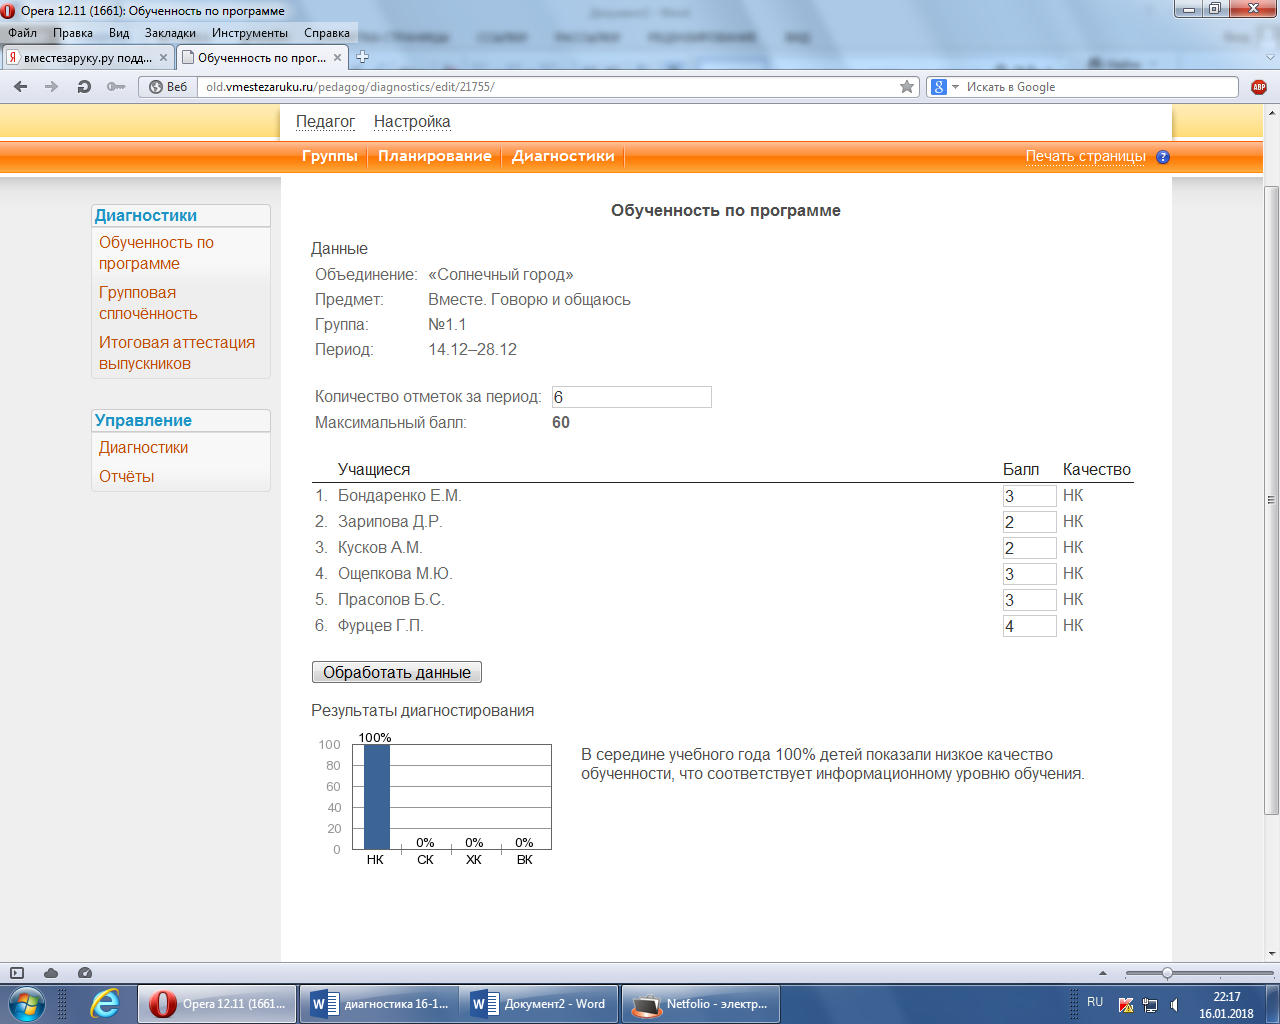 Opera 12.11 (1661): Обученность по программе
Файл Правка Вид Закладки Инструменты Справка
вместезаруку.ру подд... Обученность по прог...
Веб old.vmestezaruku.ru/pedagog/diagnostics/edit/21755/ Искать в Google ABP
Педагог Настройка
Группы Планирование Диагностики Печать страницы ?
Обученность по программе
Диагностики
Обученность по
программе
Групповая
сплочённость
Итоговая аттестация
выпускников
Управление
Диагностики
Отчёты
Данные
Объединение: «Солнечный город»
Предмет: Вместе. Говорю и общаюсь
Группа: №1.1
Период: 14.12–28.12
Количество отметок за период: 6
Максимальный балл: 60
Учащиеся Балл Качество
1. Бондаренко Е.М. 3 НК
2. Зарипова Д.Р. 2 НК
3. Кусков А.М. 2 НК
4. Ощепкова М.Ю. 3 НК
5. Прасолов Б.С. 3 НК
6. Фурцев Г.П. 4 НК
Обработать данные
Результаты диагностирования
100%
100
80
60
40
20
0
0% 0% 0%
НК СК ХК ВК
В середине учебного года 100% детей показали низкое качество
обученности, что соответствует информационному уровню обучения.
Opera 12.11 (1661... диагностика 16-1... Документ2 - Word Netfolio - электр... RU 22:17
16.01.2018